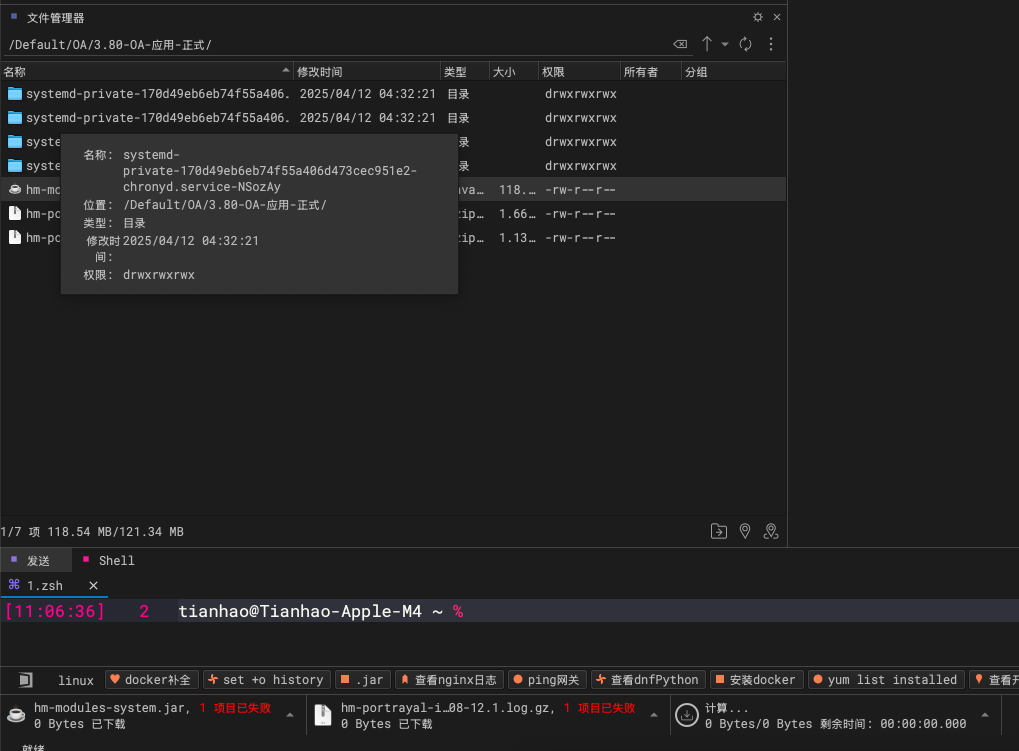 文件管理器
/Default/OA/3.80-OA-应用-正式/
名称 修改时间 类型 大小 权限 所有者 分组
systemd-private-170d49eb6eb74f55a406. 2025/04/12 04:32:21 目录 drwxrwxrwx
systemd-private-170d49eb6eb74f55a406. 2025/04/12 04:32:21 目录 drwxrwxrwx
syste 录 drwxrwxrwx
syste 录 drwxrwxrwx
hm-mo ava… 118.… -rw-r--r--
hm-po ip… 1.66… -rw-r--r--
hm-po ip… 1.13… -rw-r--r--
名称: systemd-
private-170d49eb6eb74f55a406d473cec951e2-
chronyd.service-NSozAy
位置: /Default/OA/3.80-OA-应用-正式/
类型: 目录
修改时 2025/04/12 04:32:21
间:
权限: drwxrwxrwx
1/7 项 118.54 MB/121.34 MB
发送 Shell
1.zsh
[11:06:36] 2 tianhao@Tianhao-Apple-M4 ~ %
linux docker补全 set +o history .jar 查看nginx日志 ping网关 查看dnfPython 安装docker yum list installed 查看开
hm-modules-system.jar, 1 项目已失败
0 Bytes 已下载
hm-portrayal-i…08-12.1.log.gz, 1 项目已失败
0 Bytes 已下载
计算...
0 Bytes/0 Bytes 剩余时间: 00:00:00.000
就绪